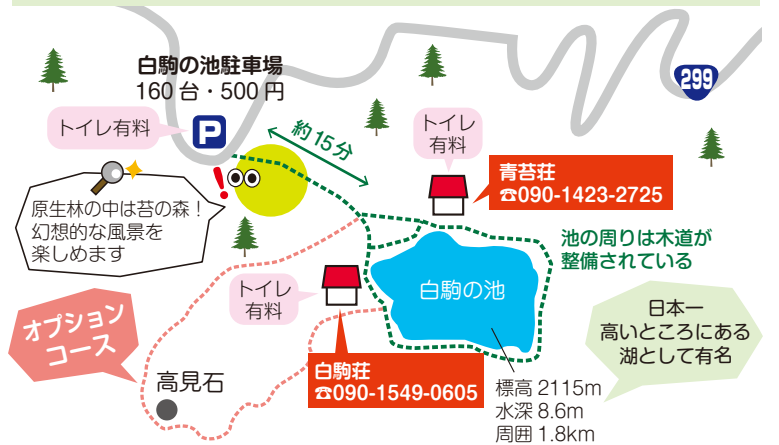 白駒の池駐車場
160台・500円
299
トイレ有料
P
約15分
トイレ
有料
青苔荘
☎090-1423-2725
原生林の中は苔の森！
幻想的な風景を
楽しめます
池の周りは木道が
整備されている
トイレ
有料
白駒の池
オプション
コース
日本一
高いところにある
湖として有名
高見石
白駒荘
☎090-1549-0605
標高 2115m
水深 8.6m
周囲 1.8km